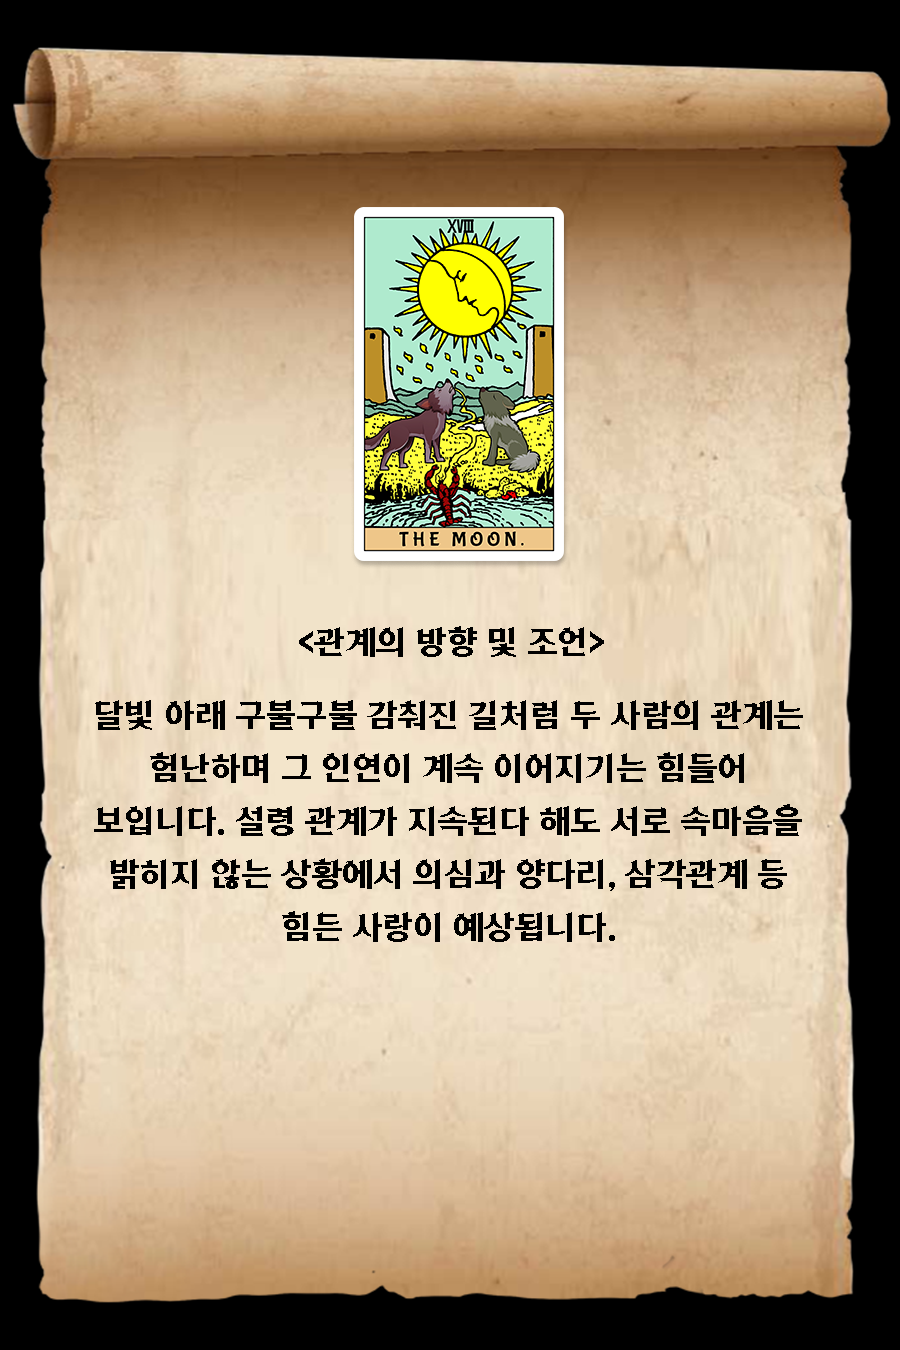 XVIII
THE MOON.
<관계의 방향 및 조언>
달빛 아래 구불구불 감춰진 길처럼 두 사람의 관계는
험난하며 그 인연이 계속 이어지기는 힘들어
보입니다. 설령 관계가 지속된다 해도 서로 속마음을
밝히지 않는 상황에서 의심과 양다리, 삼각관계 등
힘든 사랑이 예상됩니다.